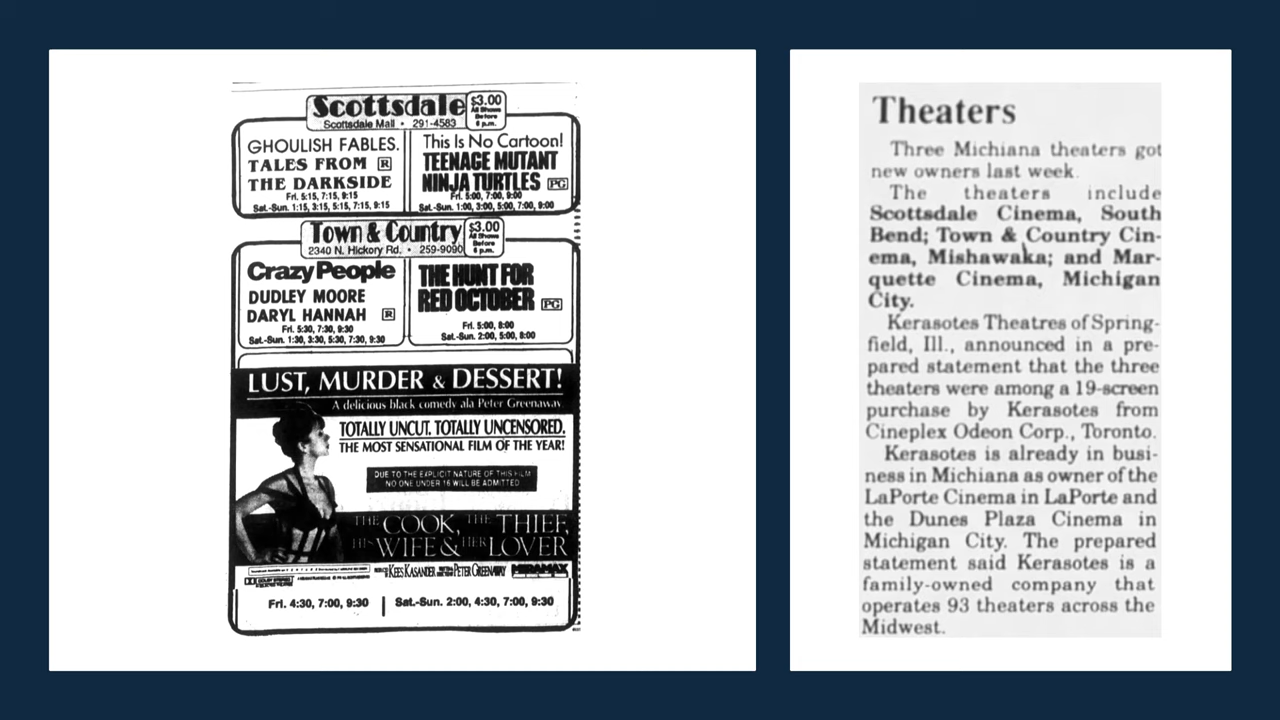 Scottsdale
$3.00
All Shows
Before
6 p.m.
Scottsdale Mall • 291-4583
GHOULISH FABLES.
TALES FROM R
THE DARKSIDE
Fri. 5:15, 7:15, 9:15
Sat.-Sun. 1:15, 3:15, 5:15, 7:15, 9:15
This Is No Cartoon!
TEENAGE MUTANT
NINJA TURTLES PG
Fri. 5:00, 7:00, 9:00
Sat.-Sun. 1:00, 3:00, 5:00, 7:00, 9:00
Town & Country
$3.00
All Shows
Before
6 p.m.
2340 N. Hickory Rd. • 259-9090
Crazy People
DUDLEY MOORE
DARYL HANNAH R
Fri. 5:30, 7:30, 9:30
Sat.-Sun. 1:30, 3:30, 5:30, 7:30, 9:30
THE HUNT FOR
RED OCTOBER PG
Fri. 5:00, 8:00
Sat.-Sun. 2:00, 5:00, 8:00
LUST, MURDER & DESSERT!
A delicious black comedy ala Peter Greenaway
TOTALLY UNCUT. TOTALLY UNCENSORED.
THE MOST SENSATIONAL FILM OF THE YEAR!
DUE TO THE EXPLICIT NATURE OF THIS FILM
NO ONE UNDER 16 WILL BE ADMITTED
THE COOK, THE THIEF,
HIS WIFE & HER LOVER
KEES KASANDER PETER GREENAWAY MIRAMAX
DOLBY STEREO
Fri. 4:30, 7:00, 9:30 | Sat.-Sun. 2:00, 4:30, 7:00, 9:30
Theaters
Three Michiana theaters got
new owners last week.
The theaters include
Scottsdale Cinema, South
Bend; Town & Country Cin-
ema, Mishawaka; and Mar-
quette Cinema, Michigan
City.
Kerasotes Theatres of Spring-
field, Ill., announced in a pre-
pared statement that the three
theaters were among a 19-screen
purchase by Kerasotes from
Cineplex Odeon Corp., Toronto.
Kerasotes is already in busi-
ness in Michiana as owner of the
LaPorte Cinema in LaPorte and
the Dunes Plaza Cinema in
Michigan City. The prepared
statement said Kerasotes is a
family-owned company that
operates 93 theaters across the
Midwest.